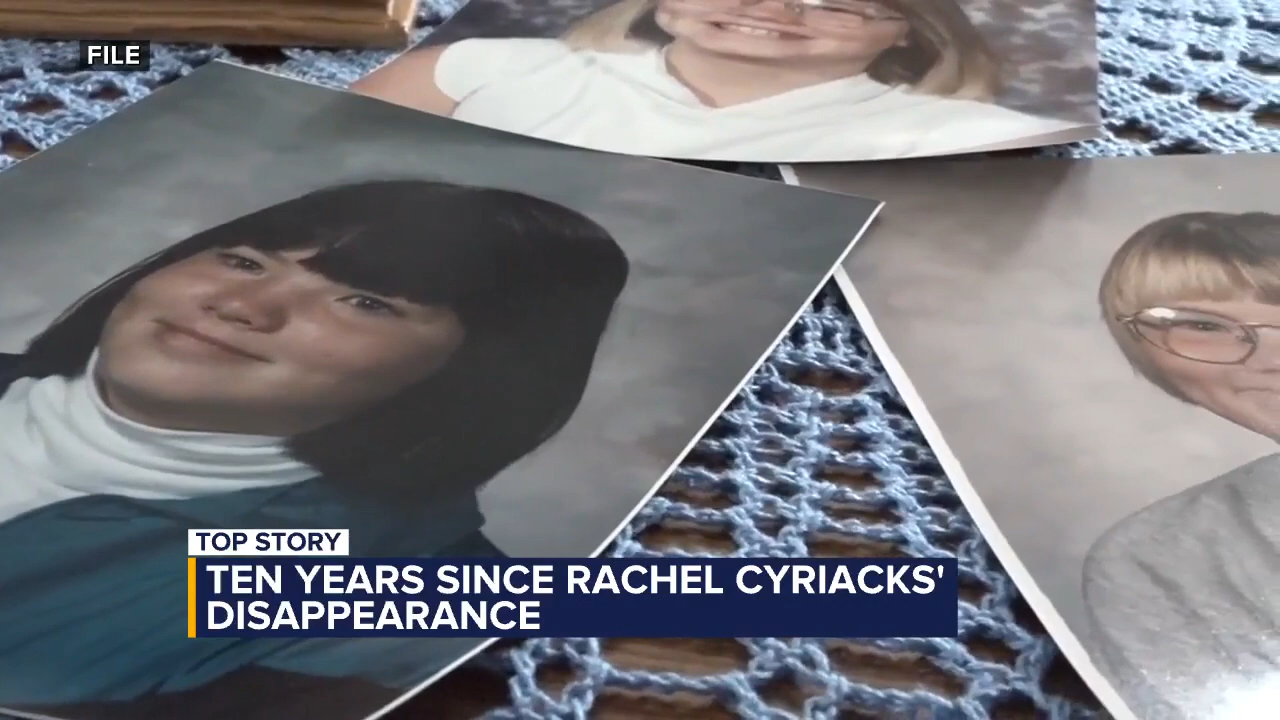 FILE
TOP STORY
TEN YEARS SINCE RACHEL CYRIACKS'
DISAPPEARANCE